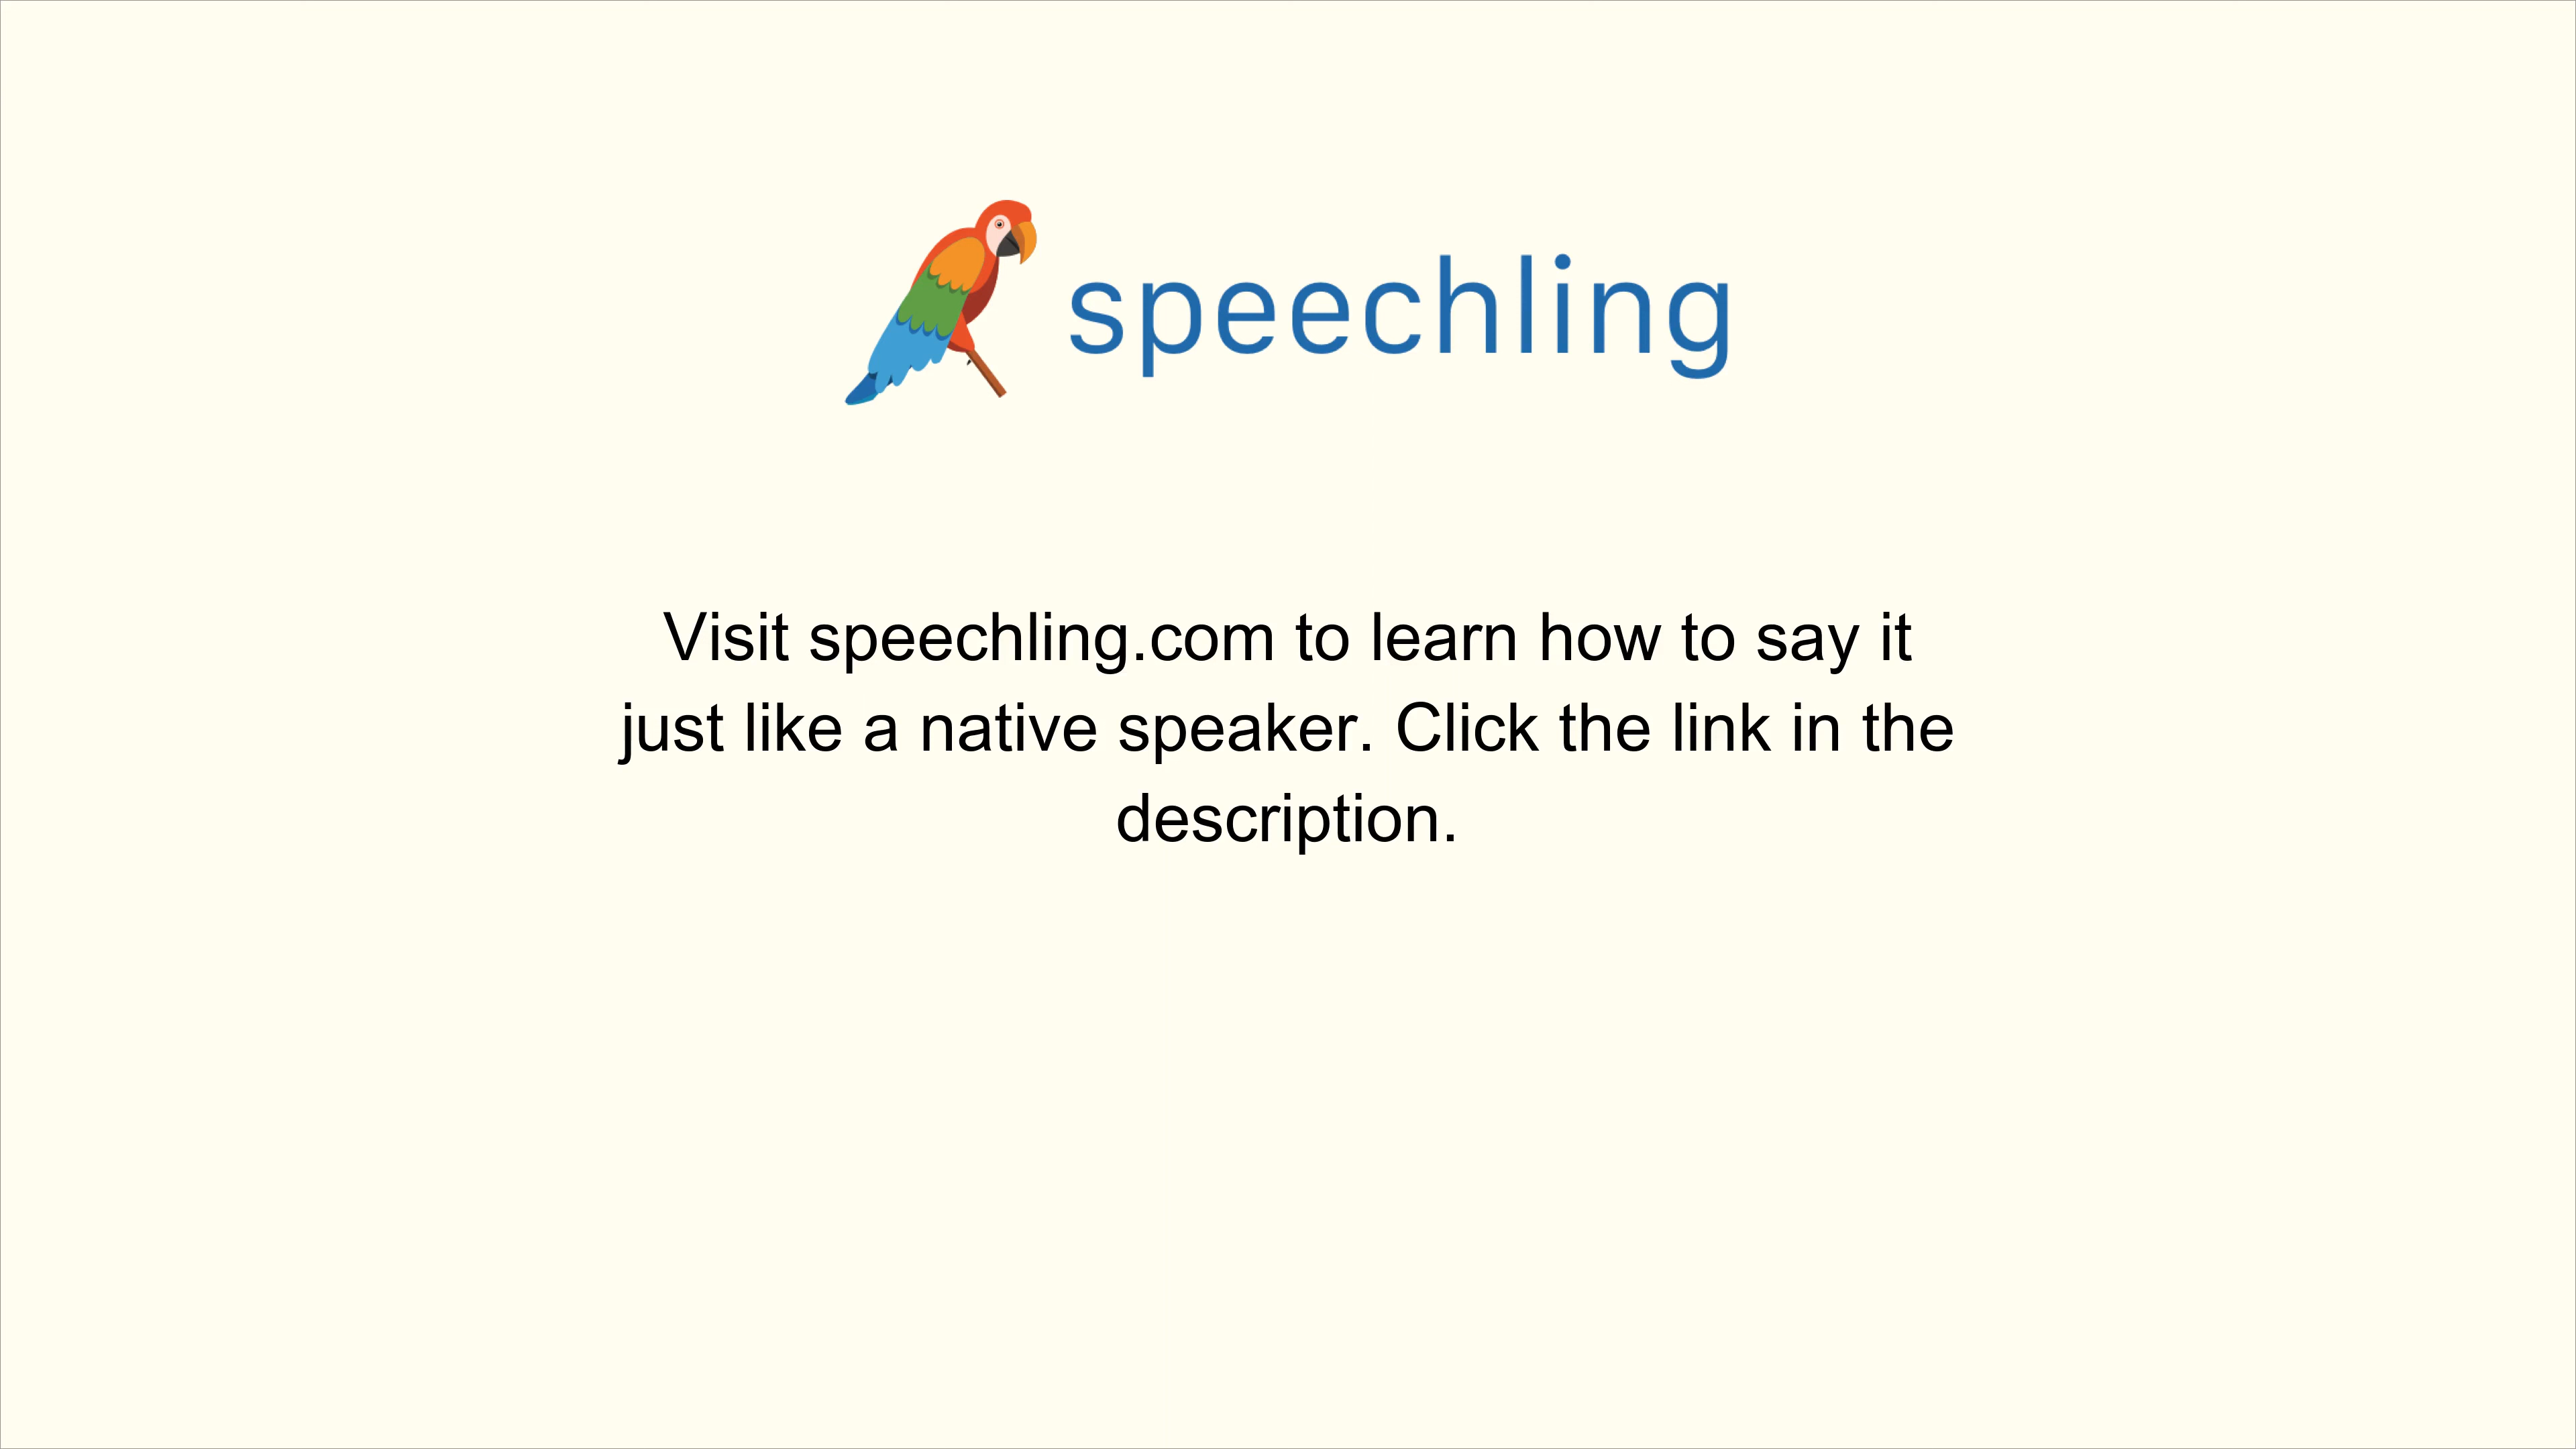 speechling
Visit speechling.com to learn how to say it
just like a native speaker. Click the link in the
description.